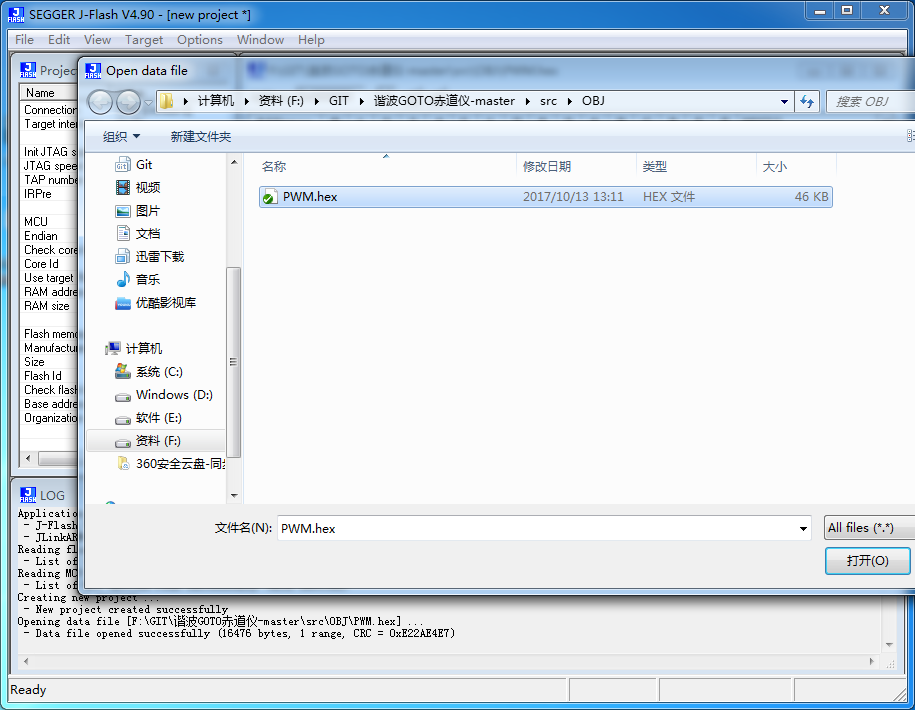 SEGGER J-Flash V4.90 - [new project *]
File Edit View Target Options Window Help
Projec
Open data file
Name
Connection
Target inte
Init JTAG s
JTAG spee
TAP numbe
IRPre
MCU
Endian
Check core
Core Id
Use target
RAM addre
RAM size
Flash memo
Manufactu
Size
Flash Id
Check flash
Base addre
Organizatio
计算机 资料 (F:) GIT 谐波GOTO赤道仪-master src OBJ
搜索 OBJ
组织 新建文件夹
Git
视频
图片
文档
迅雷下载
音乐
优酷影视库
计算机
系统 (C:)
Windows (D:)
软件 (E:)
资料 (F:)
360安全云盘-同步
名称 修改日期 类型 大小
PWM.hex 2017/10/13 13:11 HEX 文件 46 KB
文件名(N): PWM.hex
All files (*.*)
打开(O)
LOG
Applicatio
- J-Flash
- JLinkAR
Reading fl
- List of
Reading MC
- List of
Creating new project ...
- New project created successfully
Opening data file [F:\GIT\谐波GOTO赤道仪-master\src\OBJ\PWM.hex] ...
- Data file opened successfully (16476 bytes, 1 range, CRC = 0xE22AE4E7)
Ready